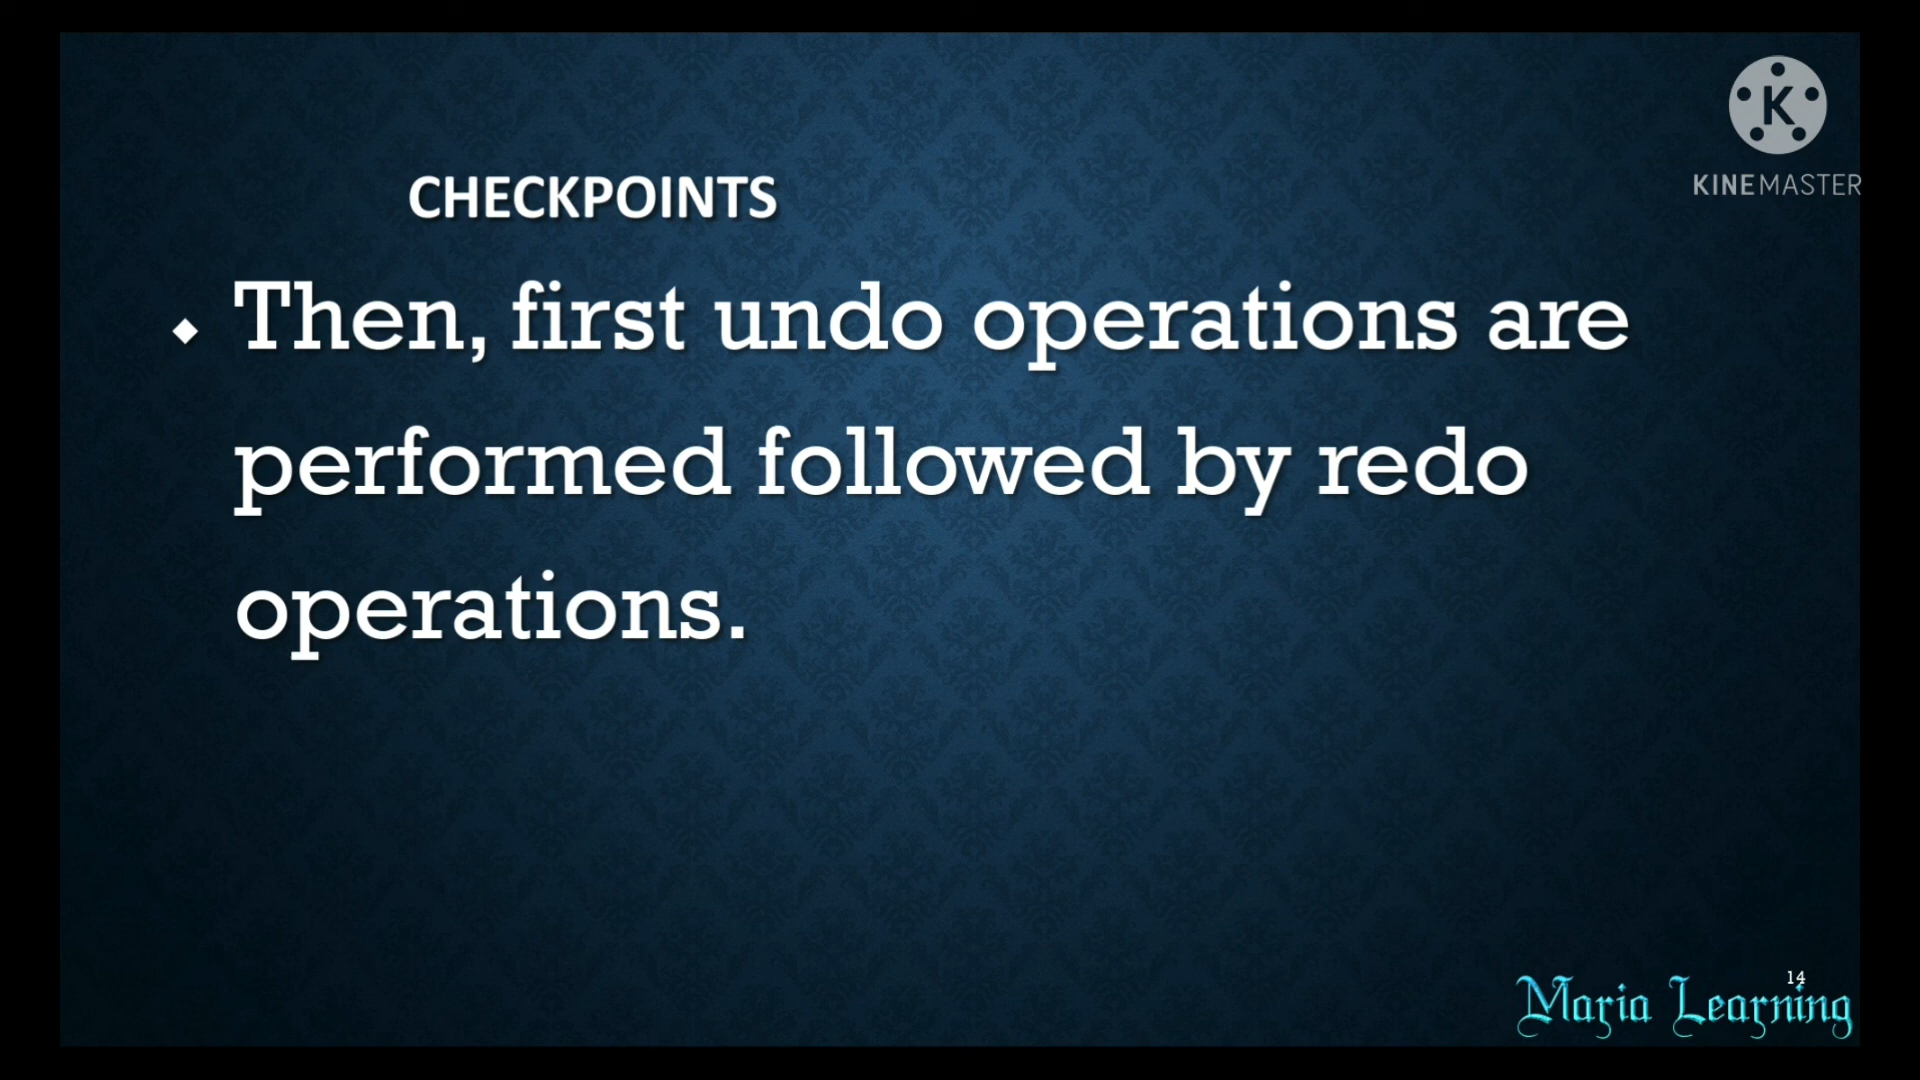 K
KINEMASTER
CHECKPOINTS
Then, first undo operations are
performed followed by redo
operations.
14
Maria Learning